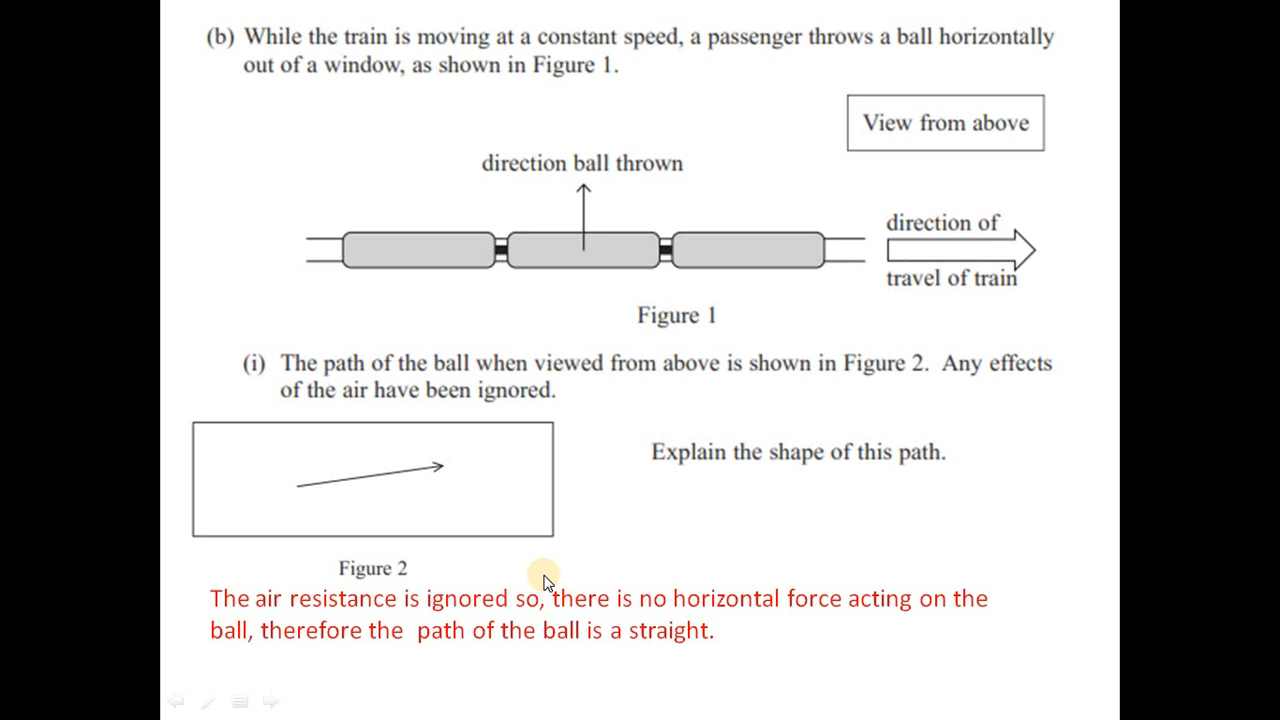 (b) While the train is moving at a constant speed, a passenger throws a ball horizontally
out of a window, as shown in Figure 1.
View from above
direction ball thrown
direction of
travel of train
Figure 1
(i) The path of the ball when viewed from above is shown in Figure 2. Any effects
of the air have been ignored.
Explain the shape of this path.
Figure 2
The air resistance is ignored so, there is no horizontal force acting on the
ball, therefore the path of the ball is a straight.